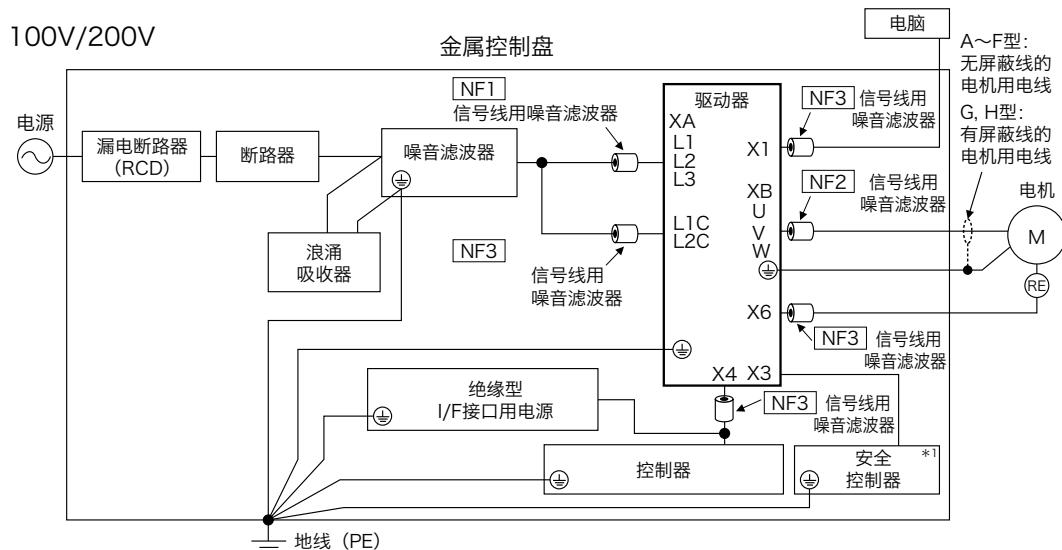 100V/200V
金属控制盘
电脑
A～F型：
无屏蔽线的
电机用电线
G, H型：
有屏蔽线的
电机用电线
电源
漏电断路器
(RCD)
断路器
噪音滤波器
浪涌
吸收器
NF1
信号线用噪音滤波器
NF3
信号线用
噪音滤波器
驱动器
XA
L1
L2
L3
L1C
L2C
X1
XB
U
V
W
X6
X4
X3
NF3 信号线用
噪音滤波器
NF2 信号线用
噪音滤波器
电机
M
RE
NF3 信号线用
噪音滤波器
NF3 信号线用
噪音滤波器
绝缘型
I/F接口用电源
控制器
安全
控制器
*1
地线（PE）